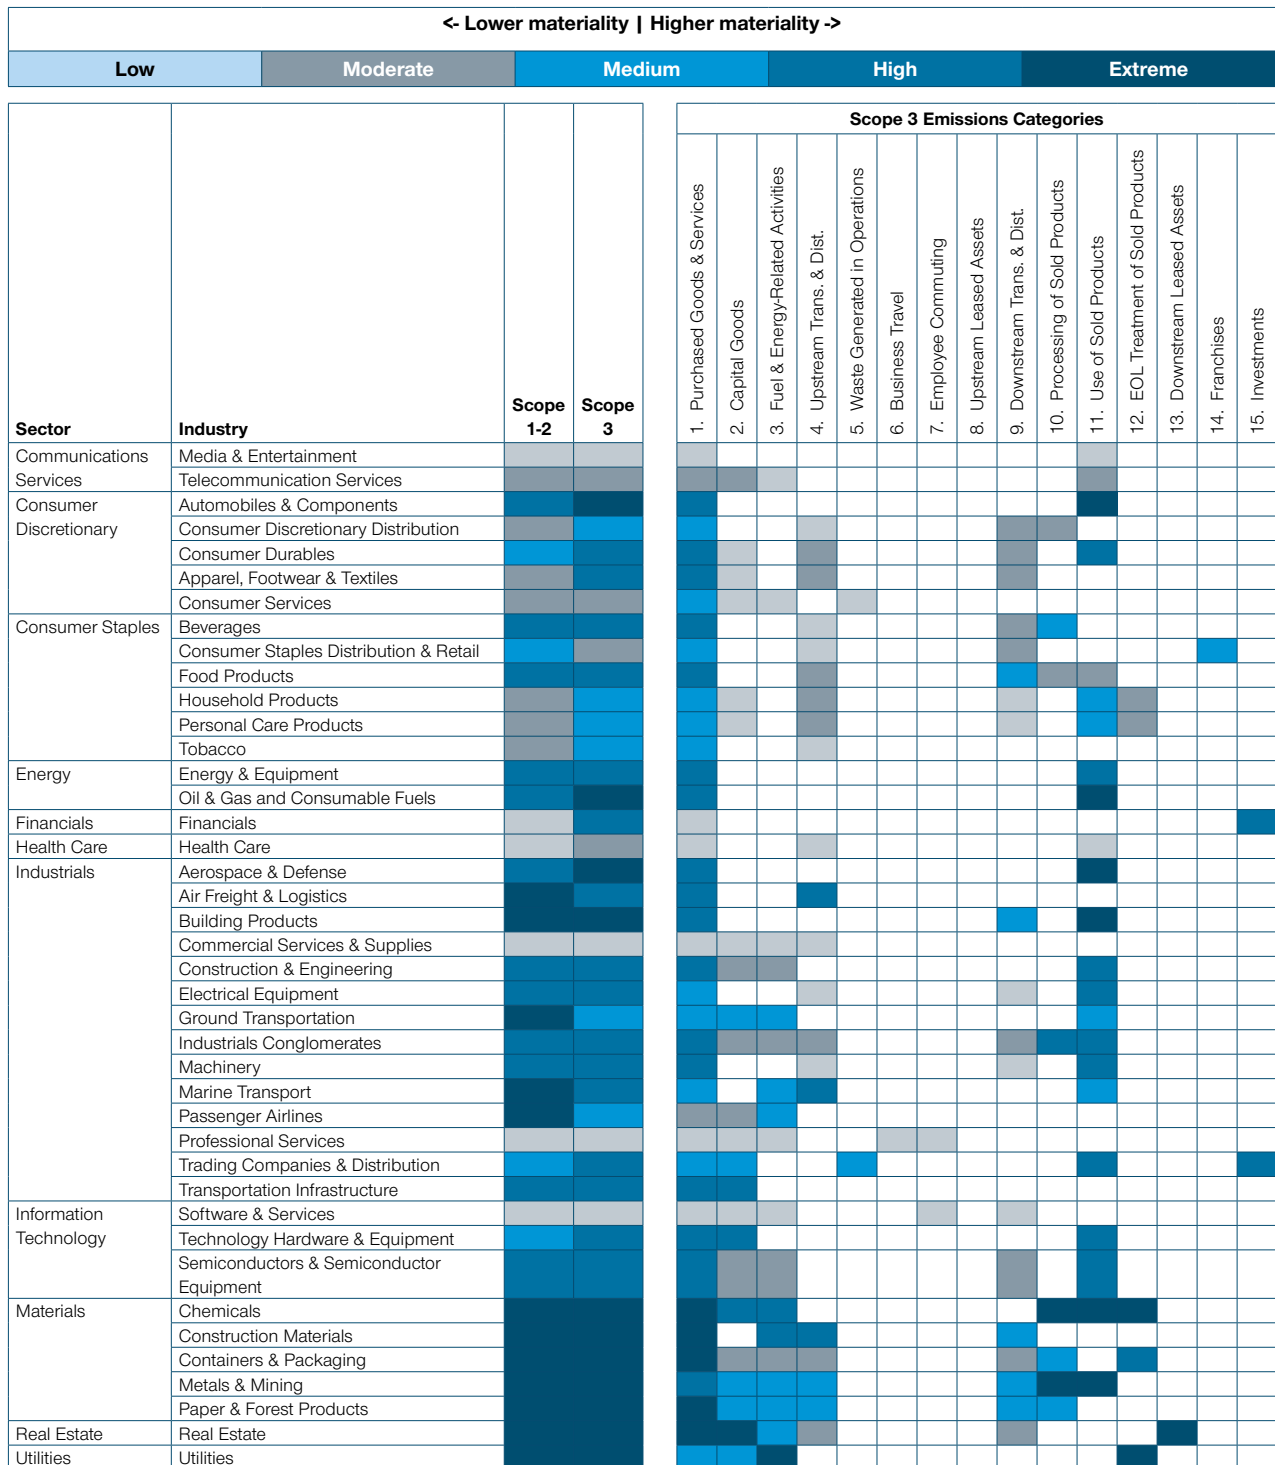 <- Lower materiality | Higher materiality ->
Low Moderate Medium High Extreme
Scope 3 Emissions Categories
Sector Industry Scope 1-2 Scope 3
1. Purchased Goods & Services
2. Capital Goods
3. Fuel & Energy-Related Activities
4. Upstream Trans. & Dist.
5. Waste Generated in Operations
6. Business Travel
7. Employee Commuting
8. Upstream Leased Assets
9. Downstream Trans. & Dist.
10. Processing of Sold Products
11. Use of Sold Products
12. EOL Treatment of Sold Products
13. Downstream Leased Assets
14. Franchises
15. Investments
Communications Services
Media & Entertainment
Telecommunication Services
Consumer Discretionary
Automobiles & Components
Consumer Discretionary Distribution
Consumer Durables
Apparel, Footwear & Textiles
Consumer Services
Consumer Staples
Beverages
Consumer Staples Distribution & Retail
Food Products
Household Products
Personal Care Products
Tobacco
Energy
Energy & Equipment
Oil & Gas and Consumable Fuels
Financials
Financials
Health Care
Health Care
Industrials
Aerospace & Defense
Air Freight & Logistics
Building Products
Commercial Services & Supplies
Construction & Engineering
Electrical Equipment
Ground Transportation
Industrials Conglomerates
Machinery
Marine Transport
Passenger Airlines
Professional Services
Trading Companies & Distribution
Transportation Infrastructure
Information Technology
Software & Services
Technology Hardware & Equipment
Semiconductors & Semiconductor Equipment
Materials
Chemicals
Construction Materials
Containers & Packaging
Metals & Mining
Paper & Forest Products
Real Estate
Real Estate
Utilities
Utilities